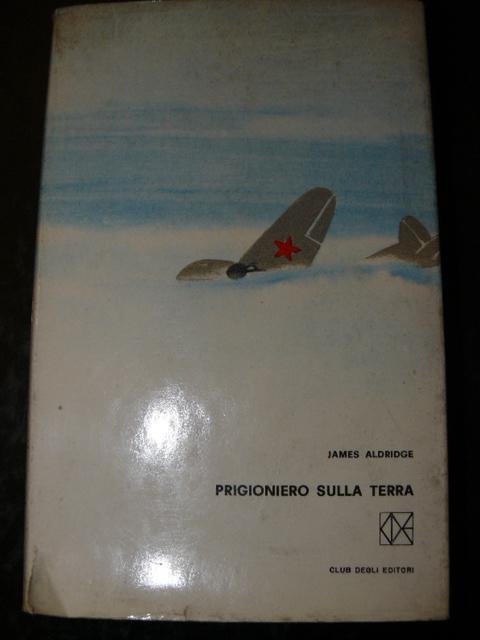 JAMES ALDRIDGE
PRIGIONIERO SULLA TERRA
CLUB DEGLI EDITORI